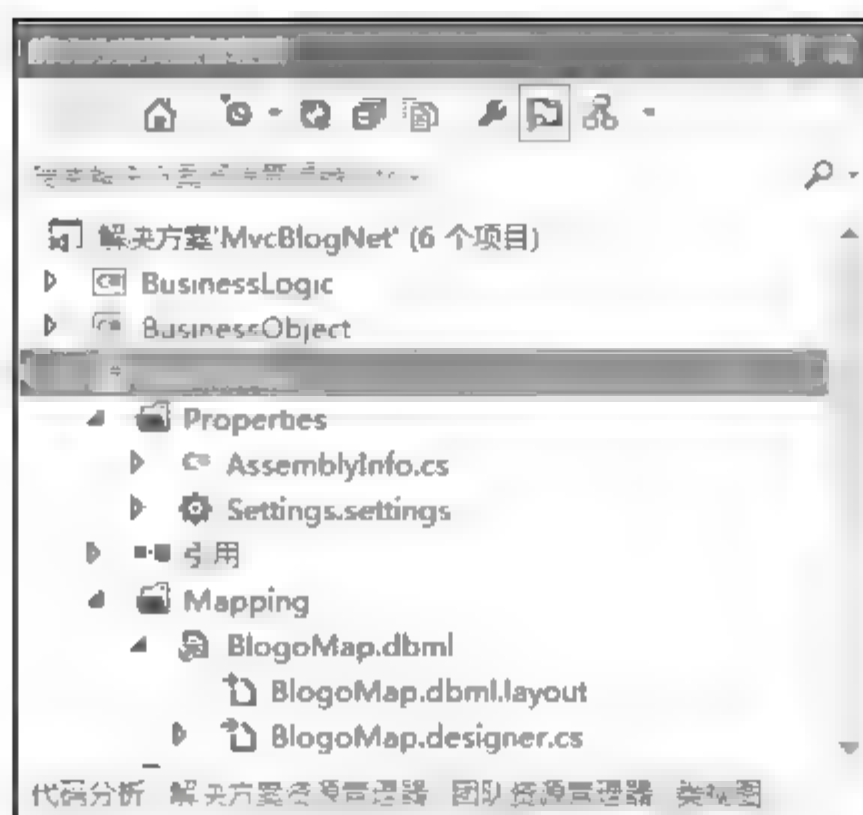 解决方案'MvcBlogNet' (6 个项目)
BusinessLogic
BusinessObject
Properties
AssemblyInfo.cs
Settings.settings
引用
Mapping
BlogoMap.dbml
BlogoMap.dbml.layout
BlogoMap.designer.cs
代码分析 解决方案资源管理器 团队资源管理器 类视图